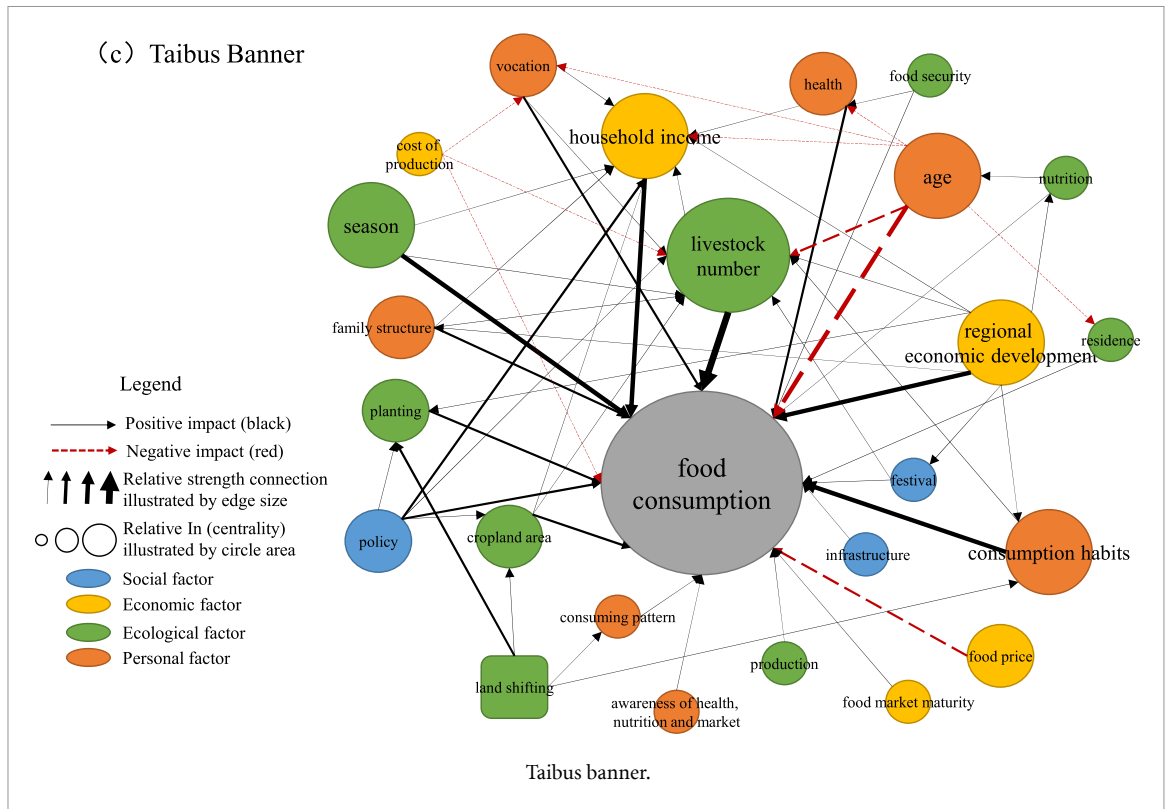 （c）Taibus Banner
vocation
health
food security
household income
cost of
production
age
nutrition
season
livestock
number
family structure
regional
economic development
residence
Legend
Positive impact (black)
Negative impact (red)
Relative strength connection
illustrated by edge size
Relative In (centrality)
illustrated by circle area
Social factor
Economic factor
Ecological factor
Personal factor
planting
food
consumption
festival
policy
cropland area
infrastructure
consumption habits
consuming pattern
food price
production
land shifting
awareness of health,
nutrition and market
food market maturity
Taibus banner.